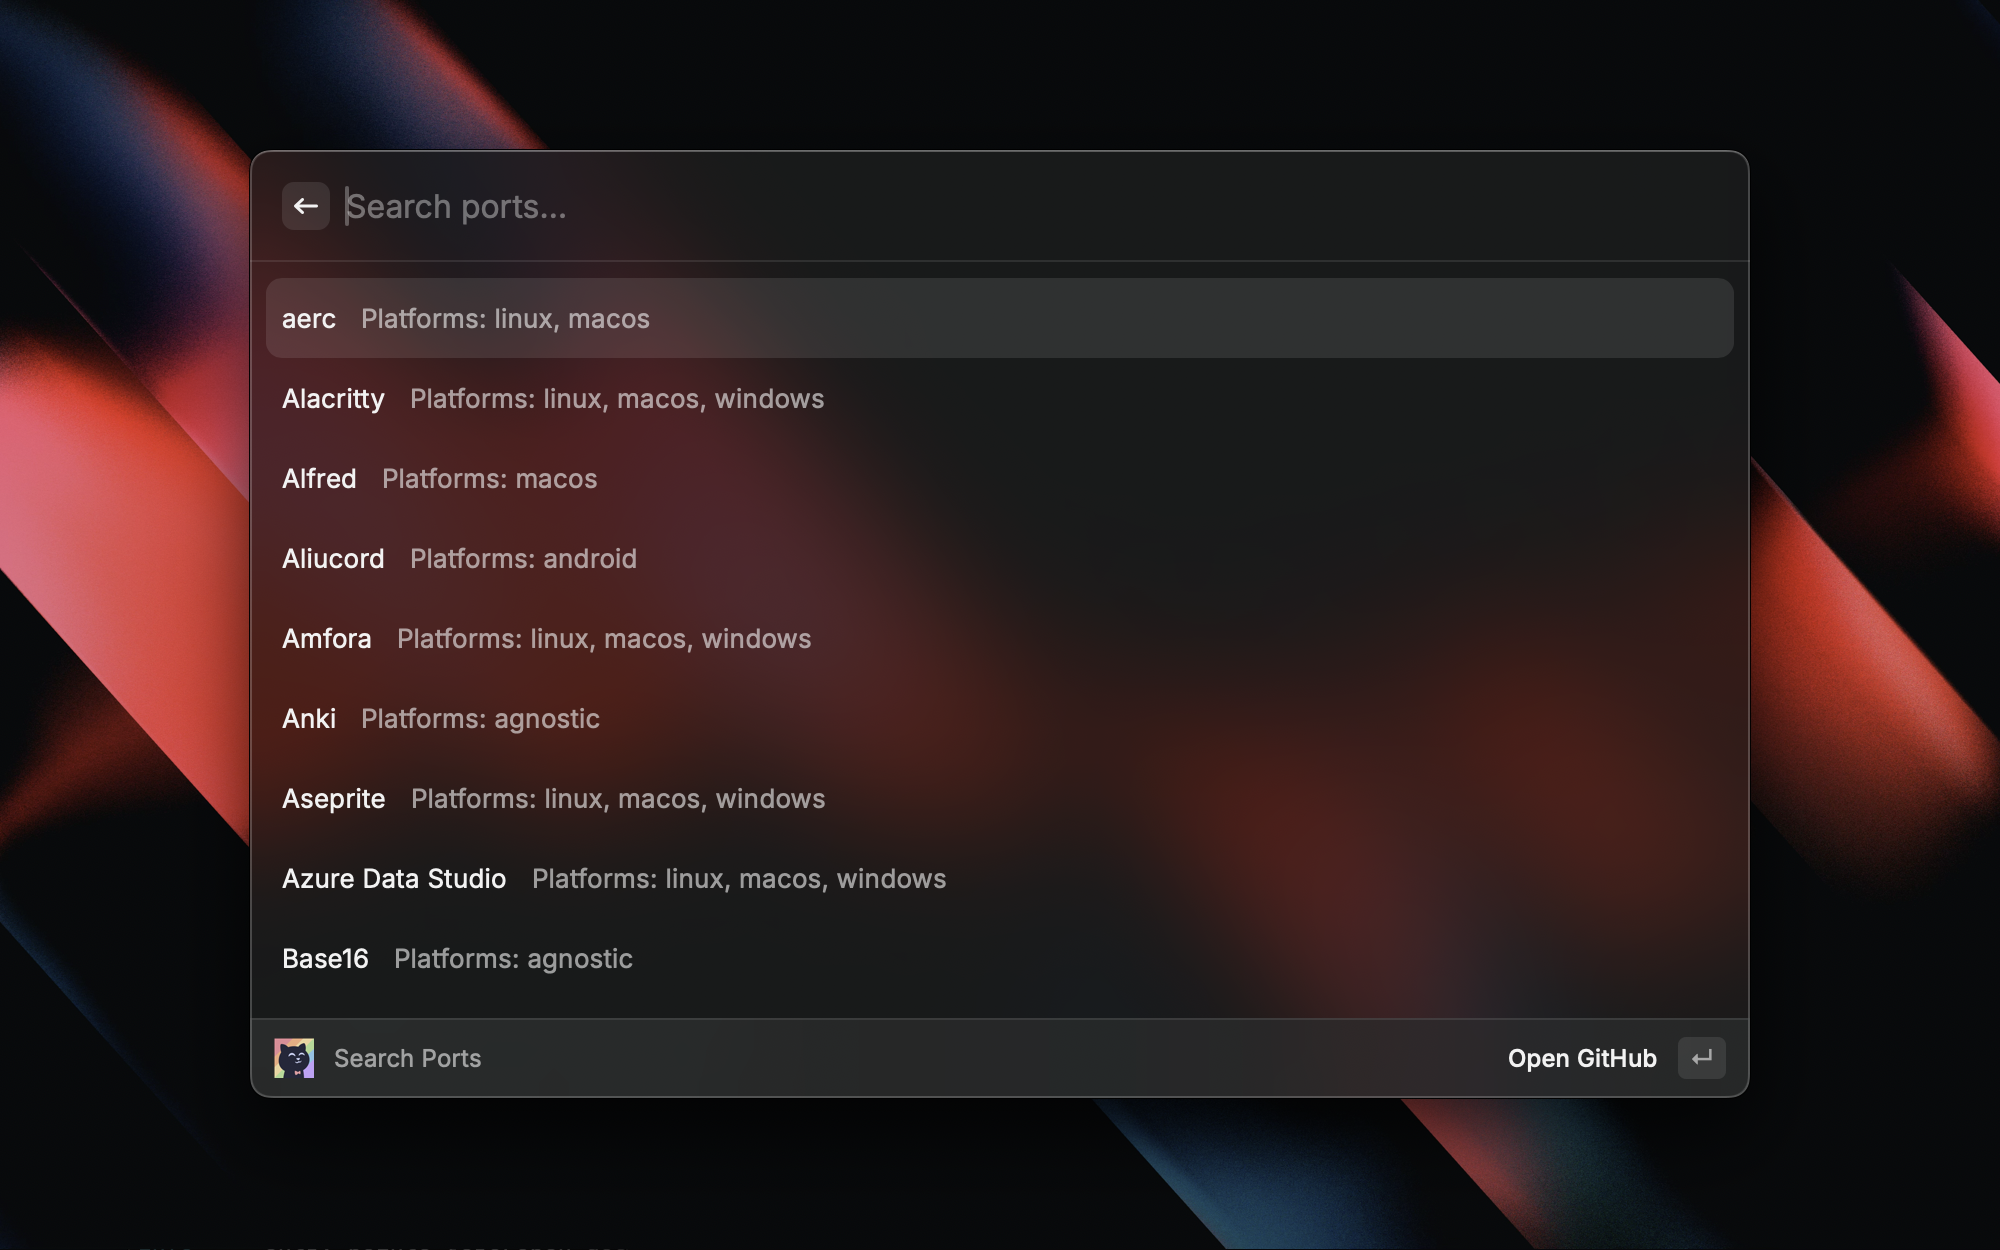 Search ports...
aerc Platforms: linux, macos
Alacritty Platforms: linux, macos, windows
Alfred Platforms: macos
Aliucord Platforms: android
Amfora Platforms: linux, macos, windows
Anki Platforms: agnostic
Aseprite Platforms: linux, macos, windows
Azure Data Studio Platforms: linux, macos, windows
Base16 Platforms: agnostic
Search Ports Open GitHub